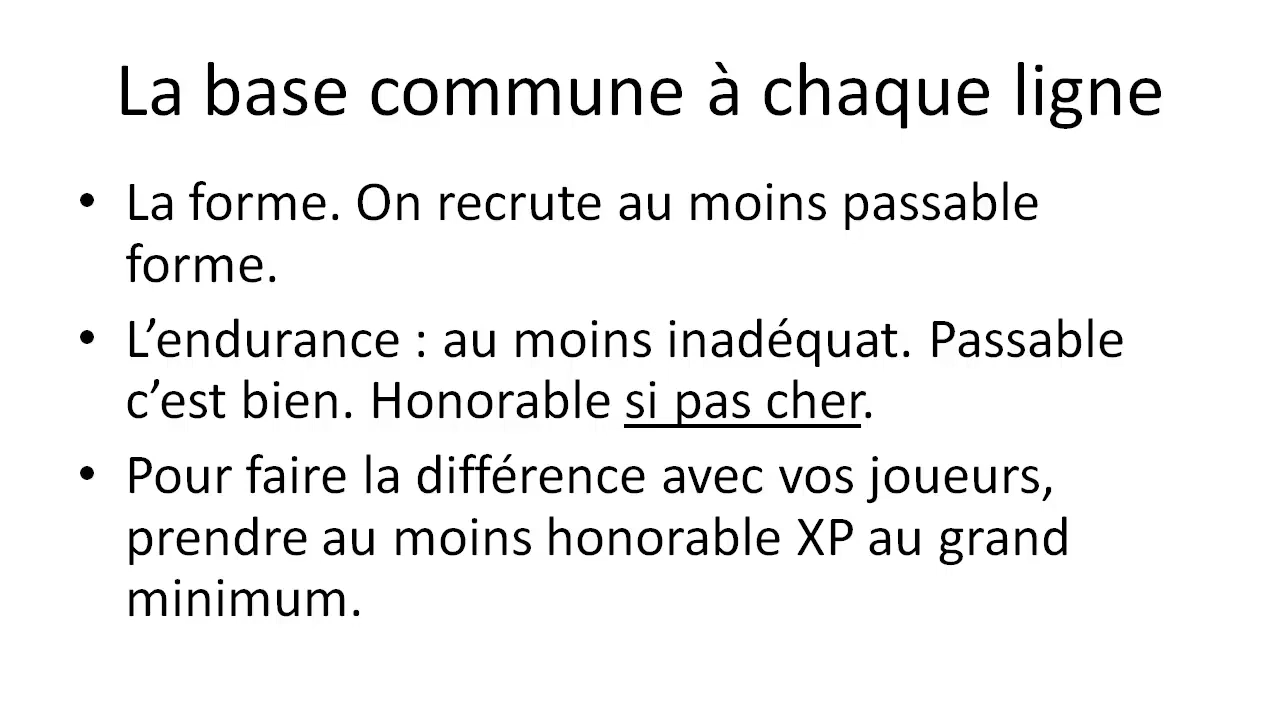 La base commune à chaque ligne
• La forme. On recrute au moins passable
forme.
• L’endurance : au moins inadéquat. Passable
c’est bien. Honorable si pas cher.
• Pour faire la différence avec vos joueurs,
prendre au moins honorable XP au grand
minimum.